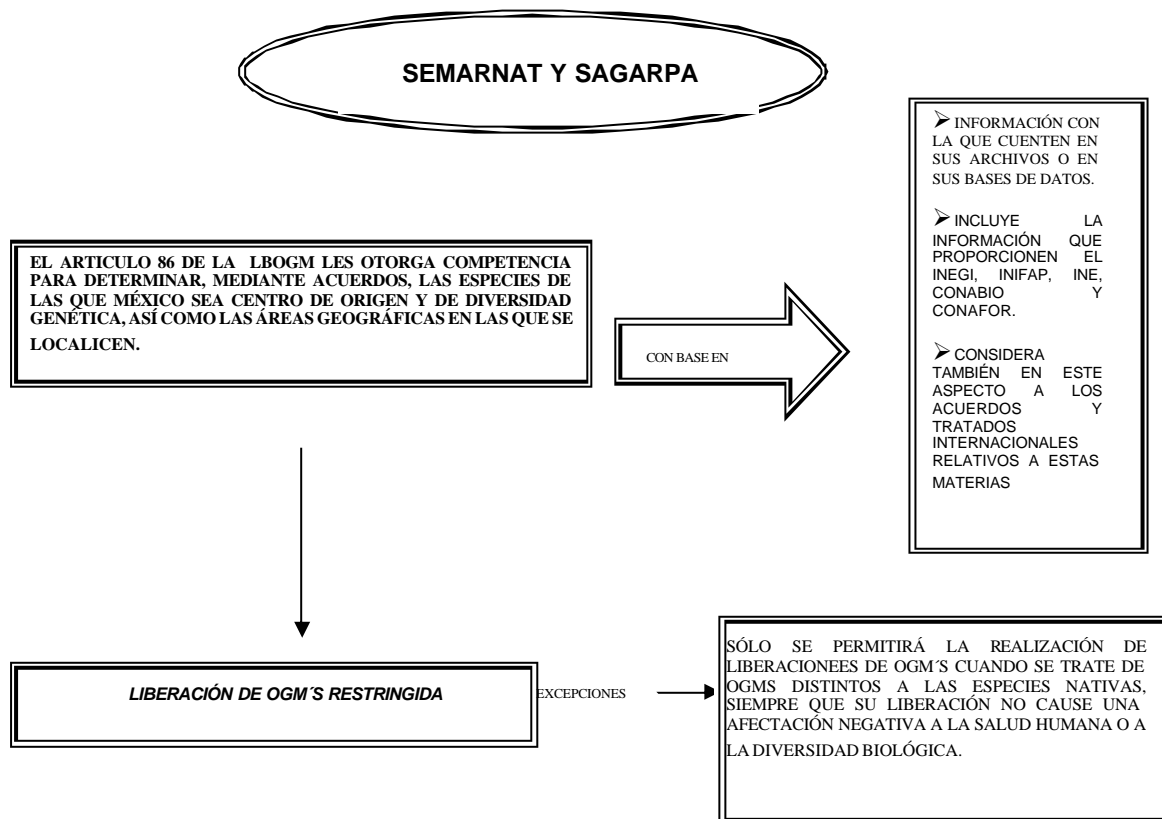 SEMARNAT Y SAGARPA
EL ARTICULO 86 DE LA LBOGM LES OTORGA COMPETENCIA
PARA DETERMINAR, MEDIANTE ACUERDOS, LAS ESPECIES DE
LAS QUE MÉXICO SEA CENTRO DE ORIGEN Y DE DIVERSIDAD
GENÉTICA, ASÍ COMO LAS ÁREAS GEOGRÁFICAS EN LAS QUE SE
LOCALICEN.
CON BASE EN
➢ INFORMACIÓN CON
LA QUE CUENTEN EN
SUS ARCHIVOS O EN
SUS BASES DE DATOS.
➢ INCLUYE LA
INFORMACIÓN QUE
PROPORCIONEN EL
INEGI, INIFAP, INE,
CONABIO Y
CONAFOR.
➢ CONSIDERA
TAMBIÉN EN ESTE
ASPECTO A LOS
ACUERDOS Y
TRATADOS
INTERNACIONALES
RELATIVOS A ESTAS
MATERIAS
LIBERACIÓN DE OGM´S RESTRINGIDA
EXCEPCIONES
SÓLO SE PERMITIRÁ LA REALIZACIÓN DE
LIBERACIONEES DE OGM´S CUANDO SE TRATE DE
OGMS DISTINTOS A LAS ESPECIES NATIVAS,
SIEMPRE QUE SU LIBERACIÓN NO CAUSE UNA
AFECTACIÓN NEGATIVA A LA SALUD HUMANA O A
LA DIVERSIDAD BIOLÓGICA.